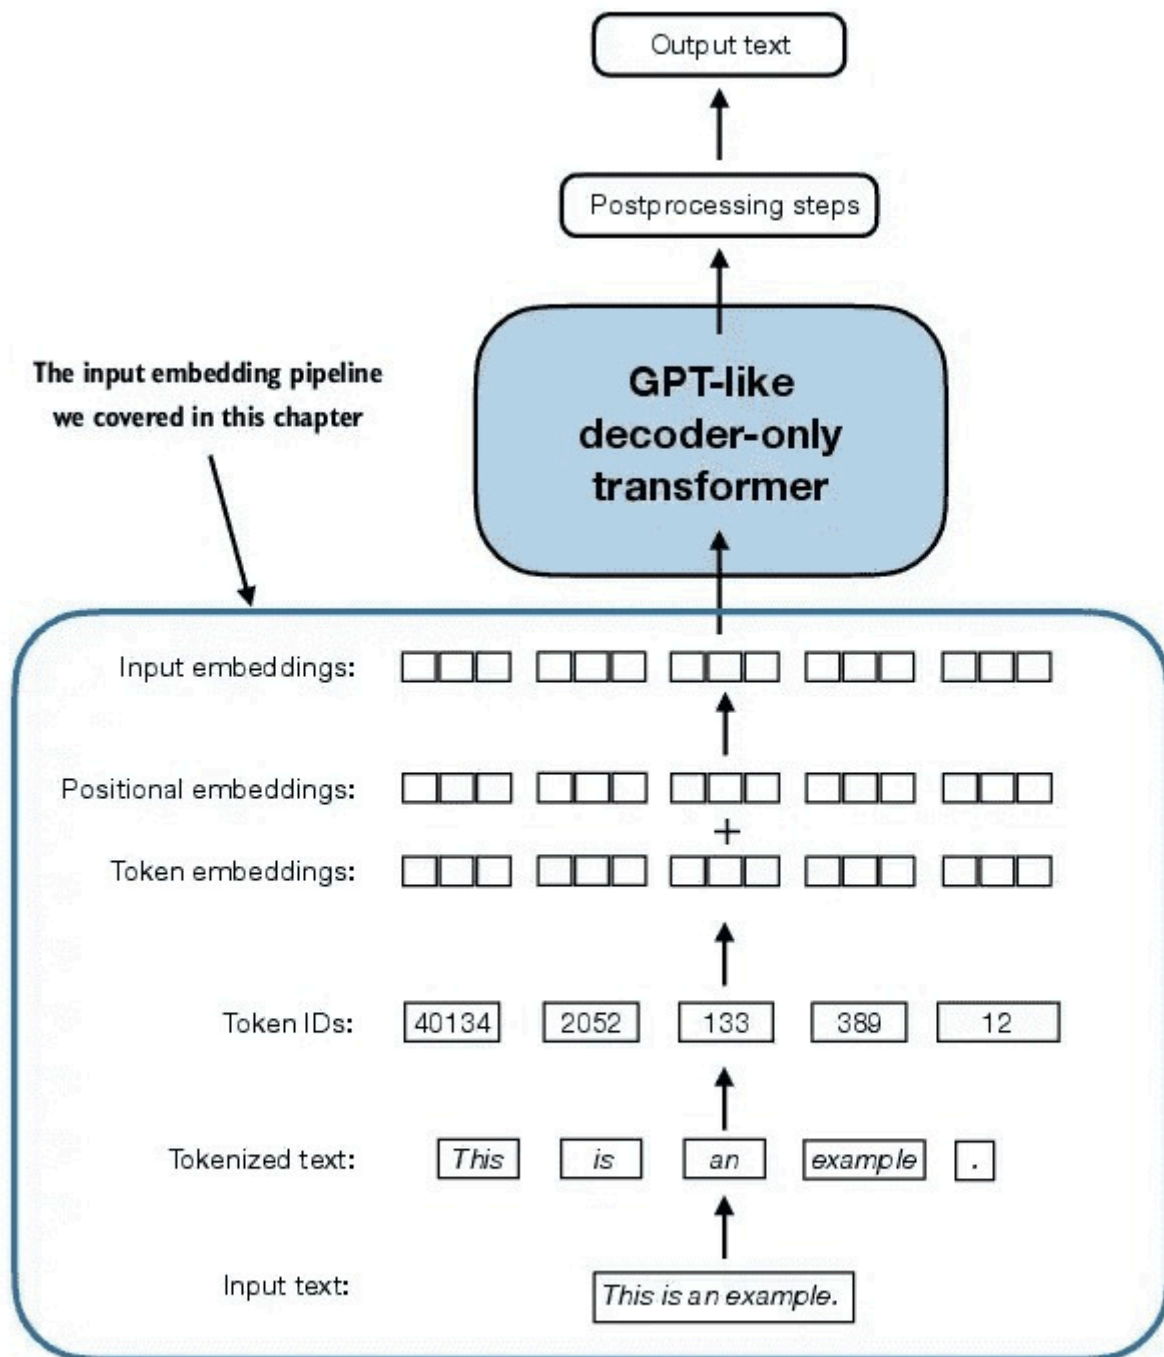 Output text
Postprocessing steps
GPT-like
decoder-only
transformer
The input embedding pipeline
we covered in this chapter
Input embeddings:
Positional embeddings:
+
Token embeddings:
Token IDs: 40134 2052 133 389 12
Tokenized text: This is an example .
Input text: This is an example.